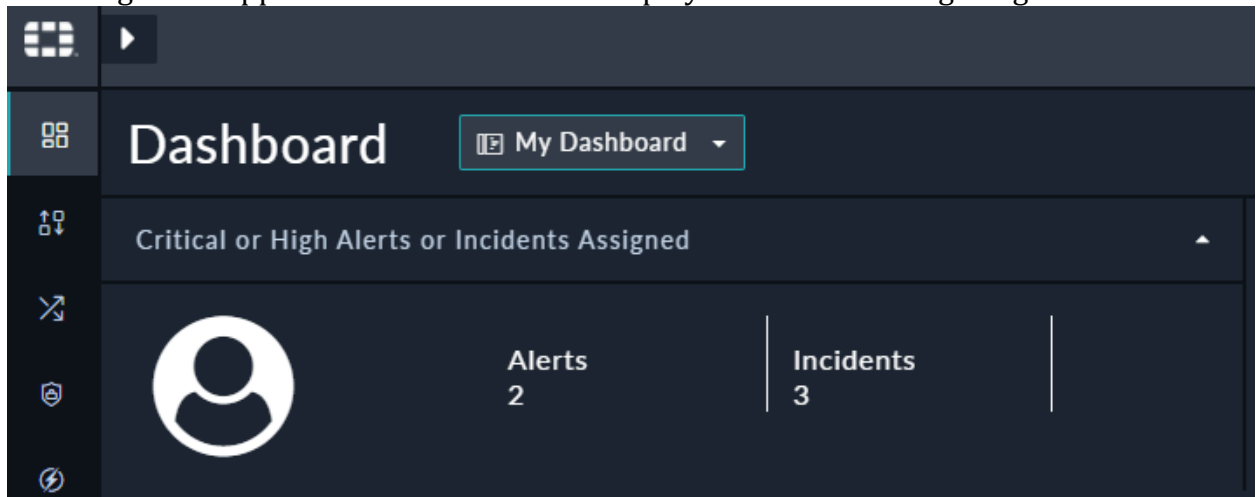 Dashboard
My Dashboard
Critical or High Alerts or Incidents Assigned
Alerts
Incidents
2
3